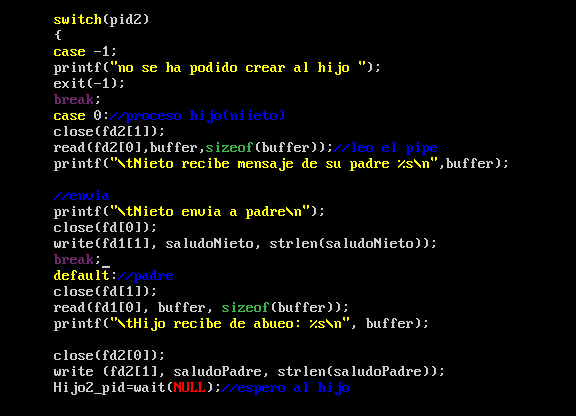 switch(pid2)
{
case -1;
printf("no se ha podido crear al hijo ");
exit(-1);
break;
case 0://proceso hijo(niieto)
close(fd2[1]);
read(fd2[0],buffer,sizeof(buffer));//leo el pipe
printf("\tNieto recibe mensaje de su padre %s\n",buffer);
//envia
printf("\tNieto envia a padre\n");
close(fd[0]);
write(fd1[1], saludoNieto, strlen(saludoNieto));
break;_
default://padre
close(fd[1]);
read(fd1[0], buffer, sizeof(buffer));
printf("\tHijo recibe de abueo: %s\n", buffer);
close(fd2[0]);
write (fd2[1], saludoPadre, strlen(saludoPadre));
Hijo2_pid=wait(NULL);//espero al hijo